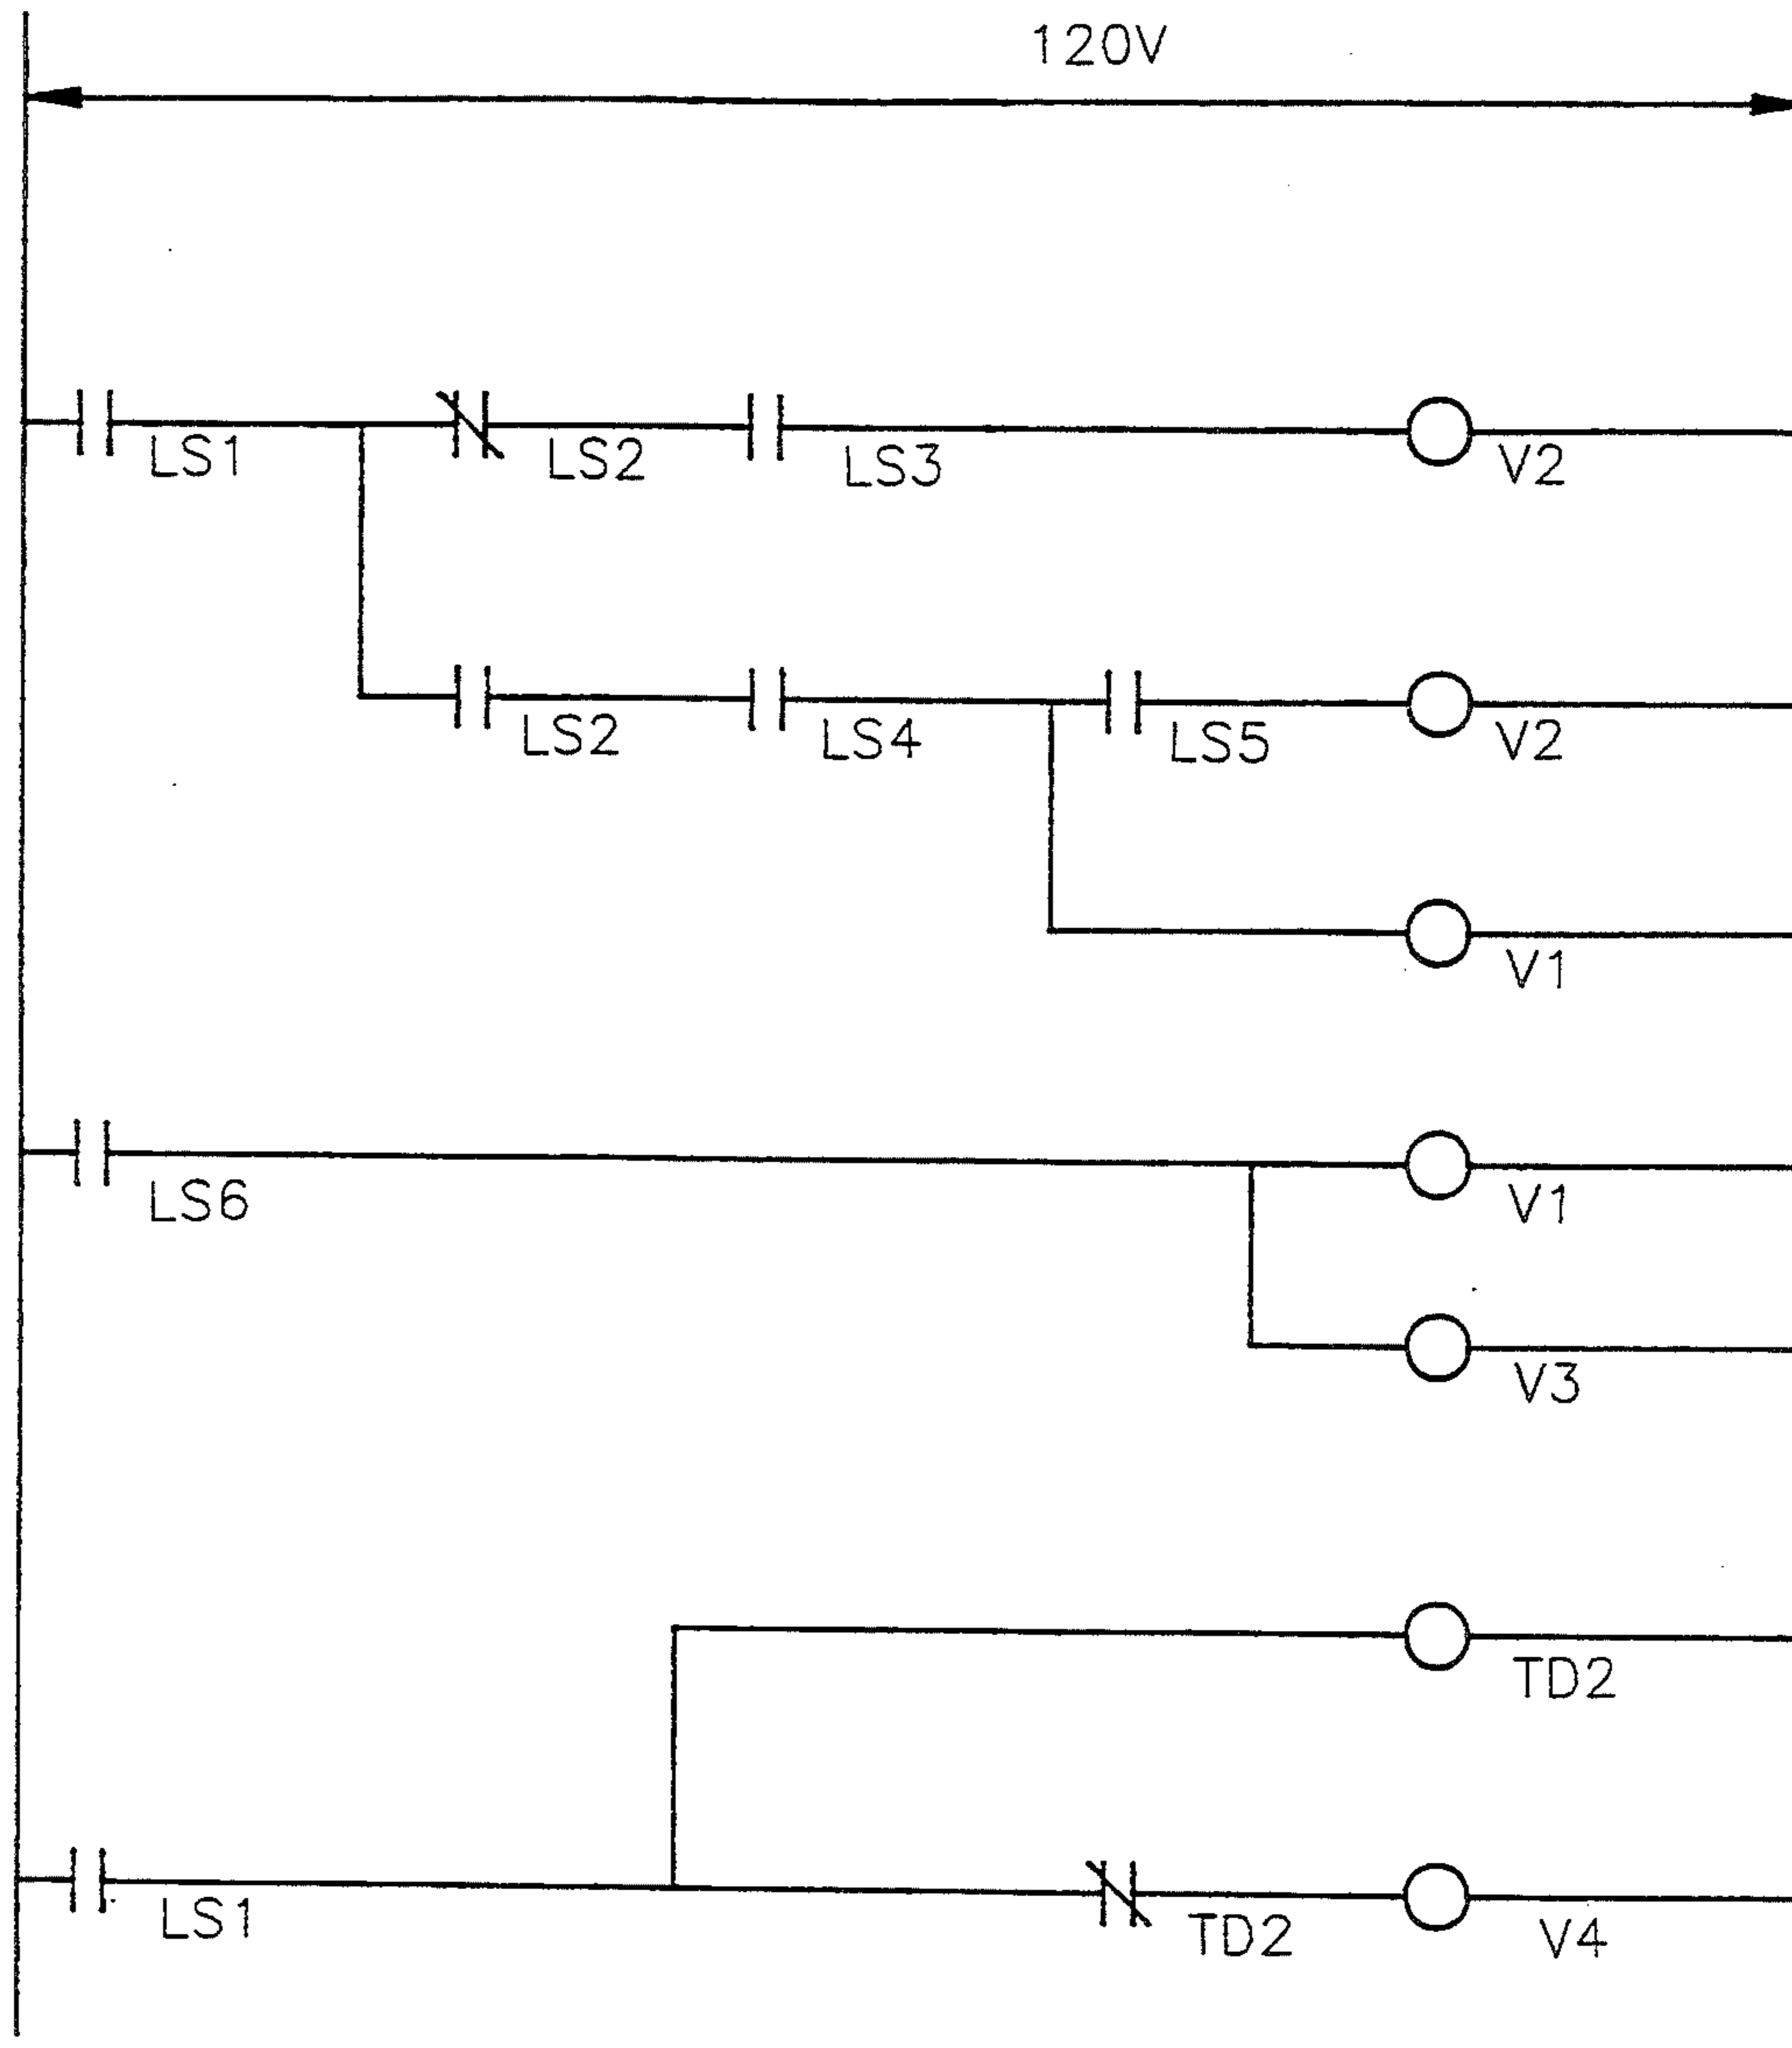 120V
LS1 LS2 LS3 V2
LS2 LS4 LS5 V2
V1
LS6 V1
V3
TD2
LS1 TD2 V4